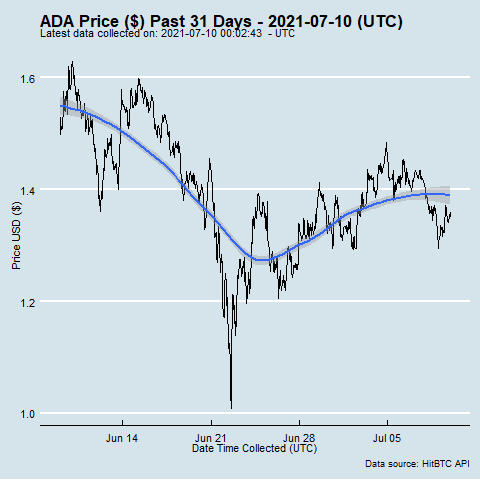 ADA Price ($) Past 31 Days - 2021-07-10 (UTC)
Latest data collected on: 2021-07-10 00:02:43 - UTC
1.6
1.4
1.2
1.0
Price USD ($)
Jun 14
Jun 21
Jun 28
Jul 05
Date Time Collected (UTC)
Data source: HitBTC API